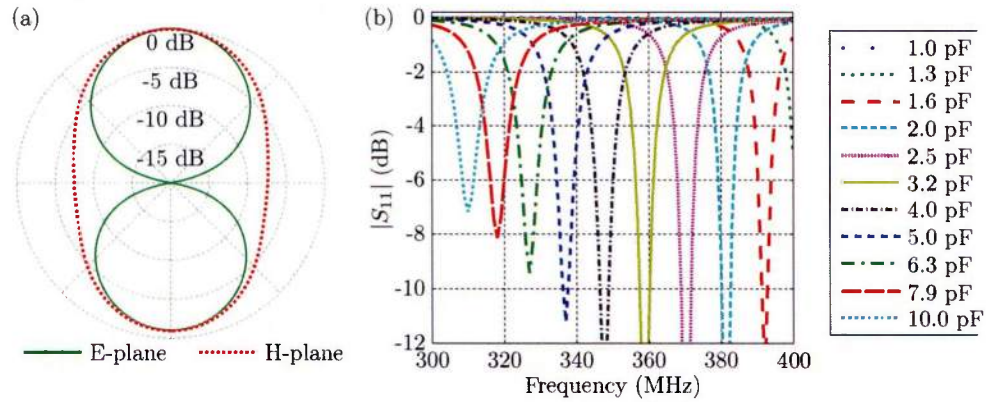 (a)
0 dB
-5 dB
-10 dB
-15 dB
E-plane
H-plane
(b)
0
-2
-4
-6
-8
-10
-12
|S₁₁| (dB)
300
320
340
360
380
400
Frequency (MHz)
1.0 pF
1.3 pF
1.6 pF
2.0 pF
2.5 pF
3.2 pF
4.0 pF
5.0 pF
6.3 pF
7.9 pF
10.0 pF